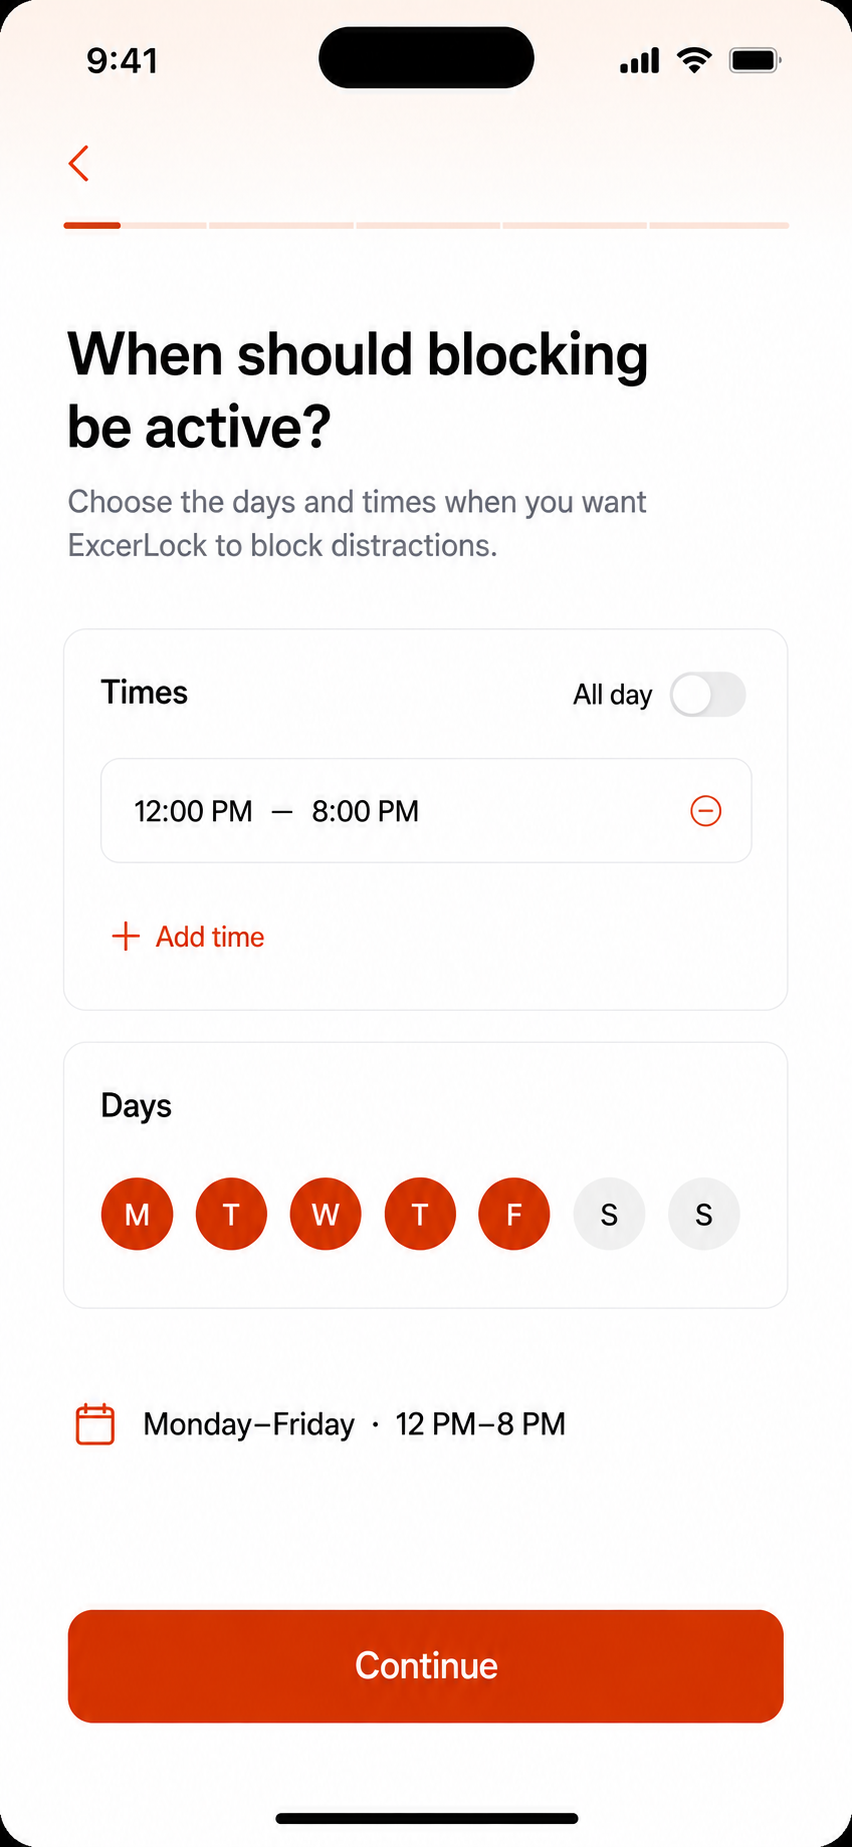 9:41
When should blocking
be active?
Choose the days and times when you want
ExcerLock to block distractions.
Times
All day
12:00 PM — 8:00 PM
Add time
Days
M T W T F S S
Monday–Friday · 12 PM–8 PM
Continue